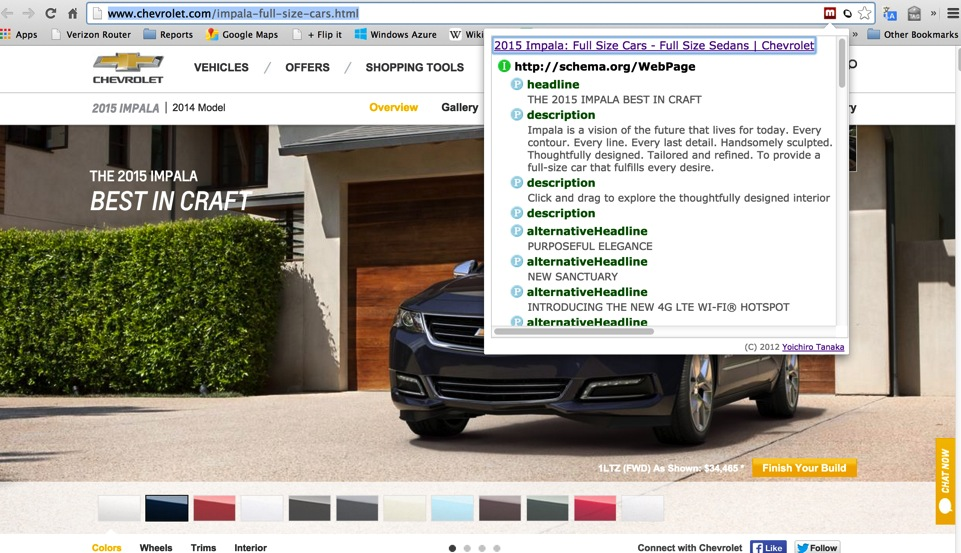 www.chevrolet.com/impala-full-size-cars.html
Apps
Verizon Router
Reports
Google Maps
+ Flip it
Windows Azure
Wiki
»
Other Bookmarks
CHEVROLET
VEHICLES / OFFERS / SHOPPING TOOLS
2015 IMPALA | 2014 Model
Overview
Gallery
THE 2015 IMPALA
BEST IN CRAFT
2015 Impala: Full Size Cars - Full Size Sedans | Chevrolet
http://schema.org/WebPage
headline
THE 2015 IMPALA BEST IN CRAFT
description
Impala is a vision of the future that lives for today. Every
contour. Every line. Every last detail. Handsomely sculpted.
Thoughtfully designed. Tailored and refined. To provide a
full-size car that fulfills every desire.
description
Click and drag to explore the thoughtfully designed interior
description
alternativeHeadline
PURPOSEFUL ELEGANCE
alternativeHeadline
NEW SANCTUARY
alternativeHeadline
INTRODUCING THE NEW 4G LTE WI-FI® HOTSPOT
alternativeHeadline
(C) 2012 Yoichiro Tanaka
1LTZ (FWD) As Shown: $34,465 *
Finish Your Build
CHAT NOW
Colors
Wheels
Trims
Interior
Connect with Chevrolet
Like
Follow